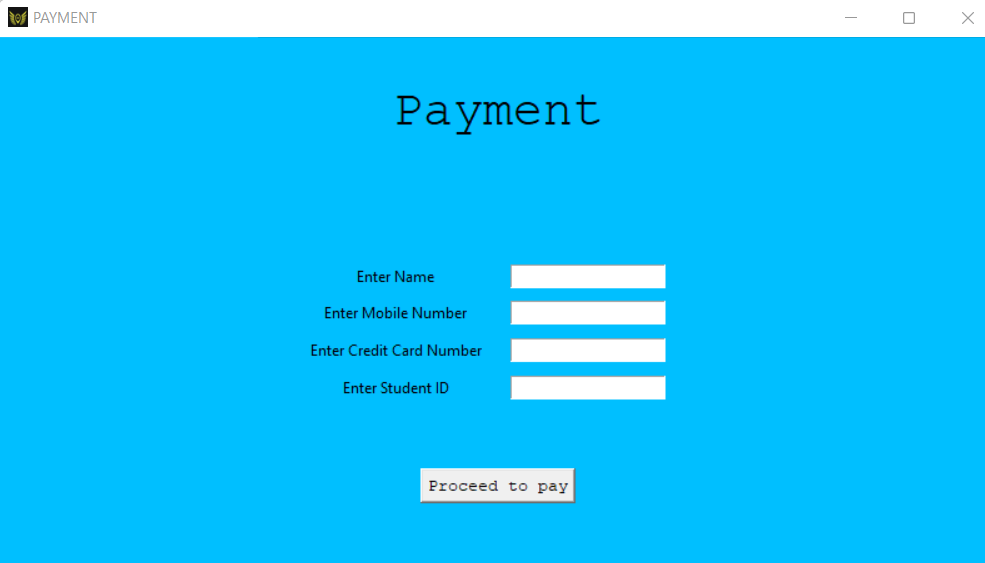 PAYMENT
Payment
Enter Name
Enter Mobile Number
Enter Credit Card Number
Enter Student ID
Proceed to pay